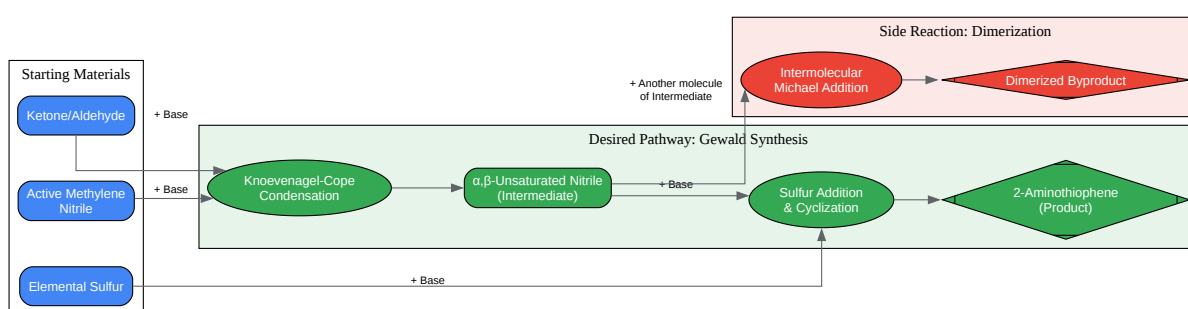 Side Reaction: Dimerization
Intermolecular
Michael Addition
Dimerized Byproduct
+ Another molecule
of Intermediate
Starting Materials
Ketone/Aldehyde
+ Base
Desired Pathway: Gewald Synthesis
Active Methylene
Nitrile
+ Base
Knoevenagel-Cope
Condensation
α,β-Unsaturated Nitrile
(Intermediate)
+ Base
Sulfur Addition
& Cyclization
2-Aminothiophene
(Product)
Elemental Sulfur
+ Base